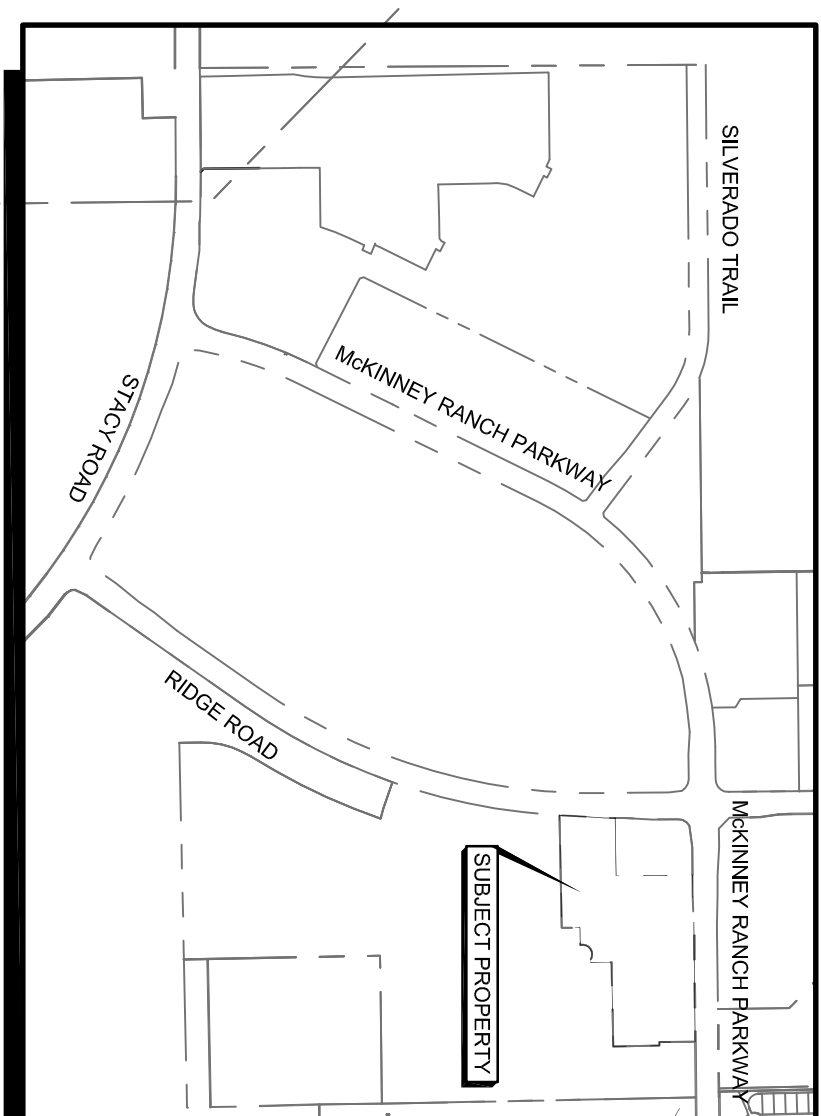 SILVERADO TRAIL
McKINNEY RANCH PARKWAY
STACY ROAD
RIDGE ROAD
McKINNEY RANCH PARKWAY
SUBJECT PROPERTY